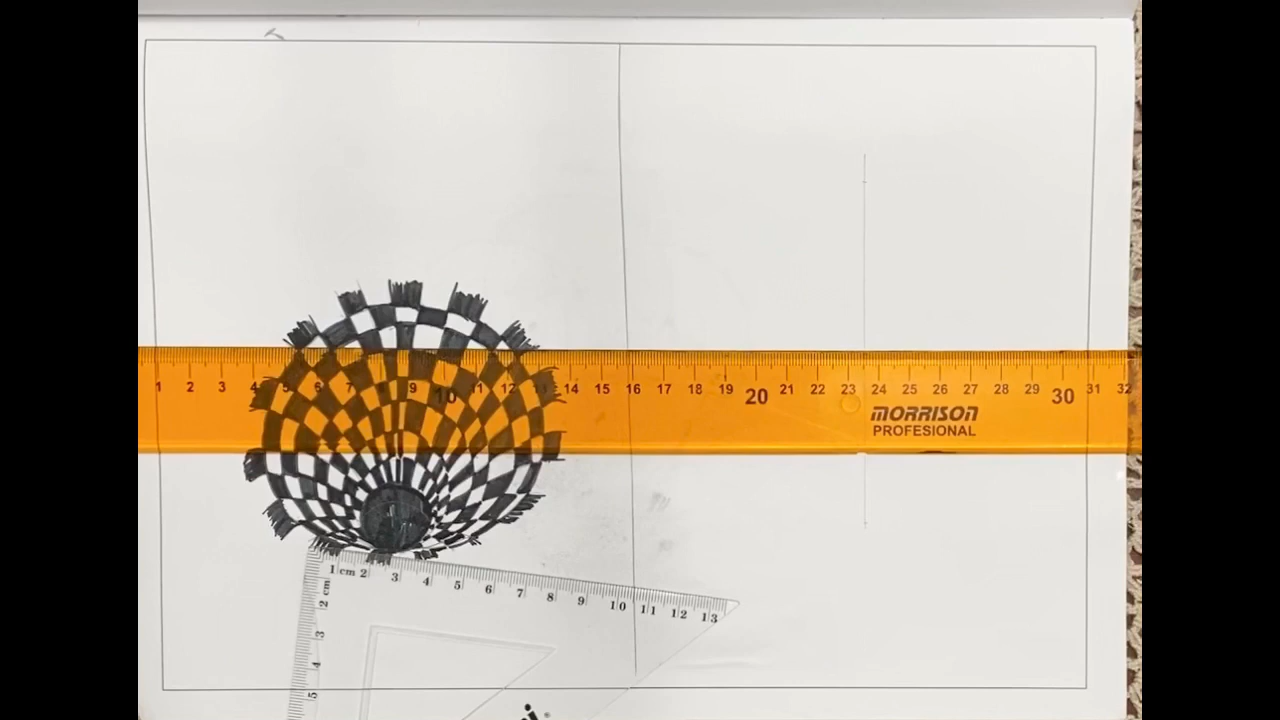 1 2 3 4 5 6 7 8 9 10 11 12 13 14 15 16 17 18 19 20 21 22 23 24 25 26 27 28 29 30 31 32
MORRISON
PROFESIONAL
1 cm 2 3 4 5 6 7 8 9 10 11 12 13
cm
2
3
4
5